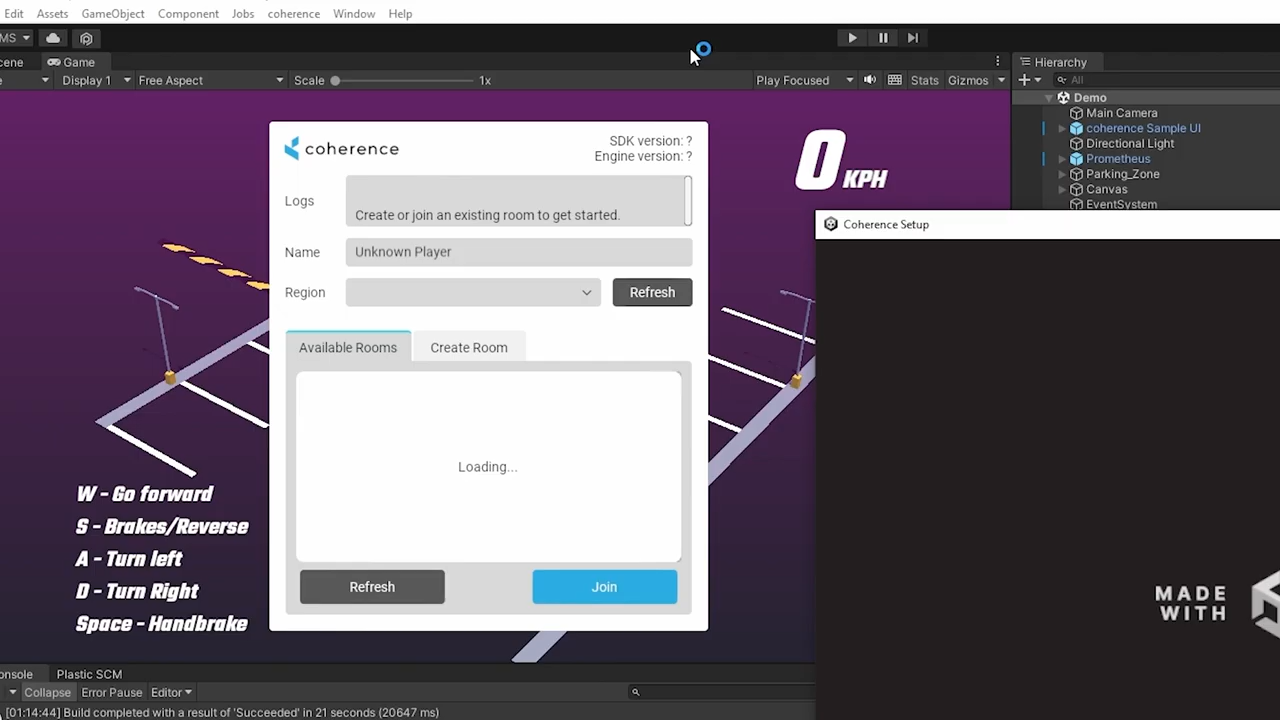 Edit Assets GameObject Component Jobs coherence Window Help
MS
cene Game Hierarchy
Display 1 Free Aspect Scale 1x Play Focused Stats Gizmos All
Demo
Main Camera
coherence Sample UI
Directional Light
Prometheus
Parking_Zone
Canvas
EventSystem
0 KPH
coherence
SDK version: ?
Engine version: ?
Logs
Create or join an existing room to get started.
Name Unknown Player
Region Refresh
Available Rooms Create Room
Loading...
Refresh Join
Coherence Setup
MADE
WITH
W - Go forward
S - Brakes/Reverse
A - Turn left
D - Turn Right
Space - Handbrake
onsole Plastic SCM
Collapse Error Pause Editor
[01:14:44] Build completed with a result of 'Succeeded' in 21 seconds (20647 ms)